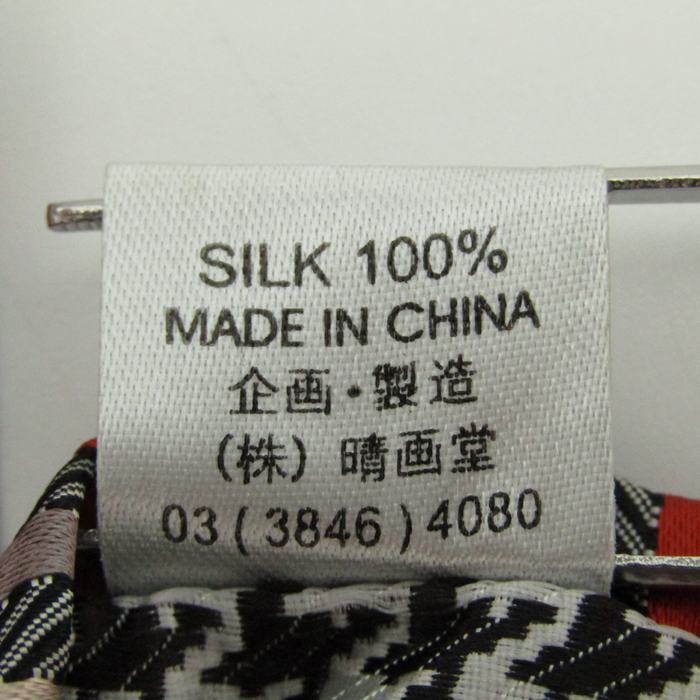 SILK 100%
MADE IN CHINA
企画・製造
(株) 晴画堂
03 ( 3846 ) 4080